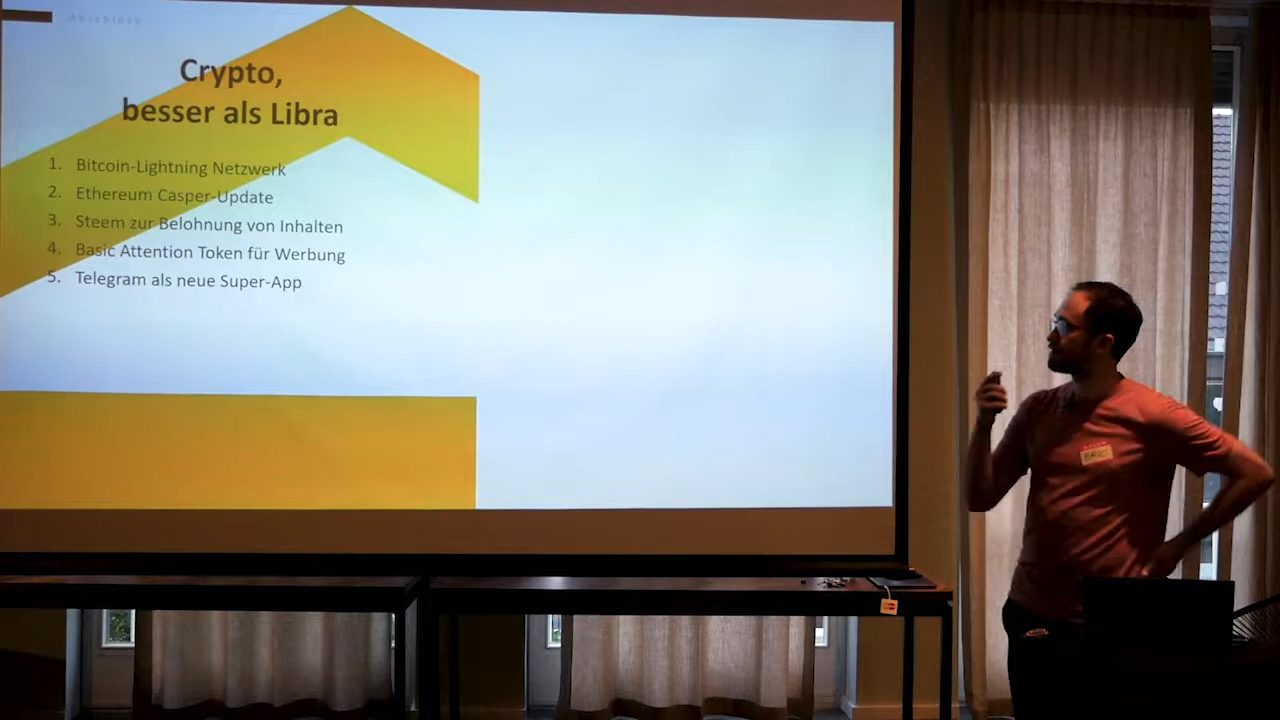 Abschluss
Crypto,
besser als Libra
1. Bitcoin-Lightning Netzwerk
2. Ethereum Casper-Update
3. Steem zur Belohnung von Inhalten
4. Basic Attention Token für Werbung
5. Telegram als neue Super-App